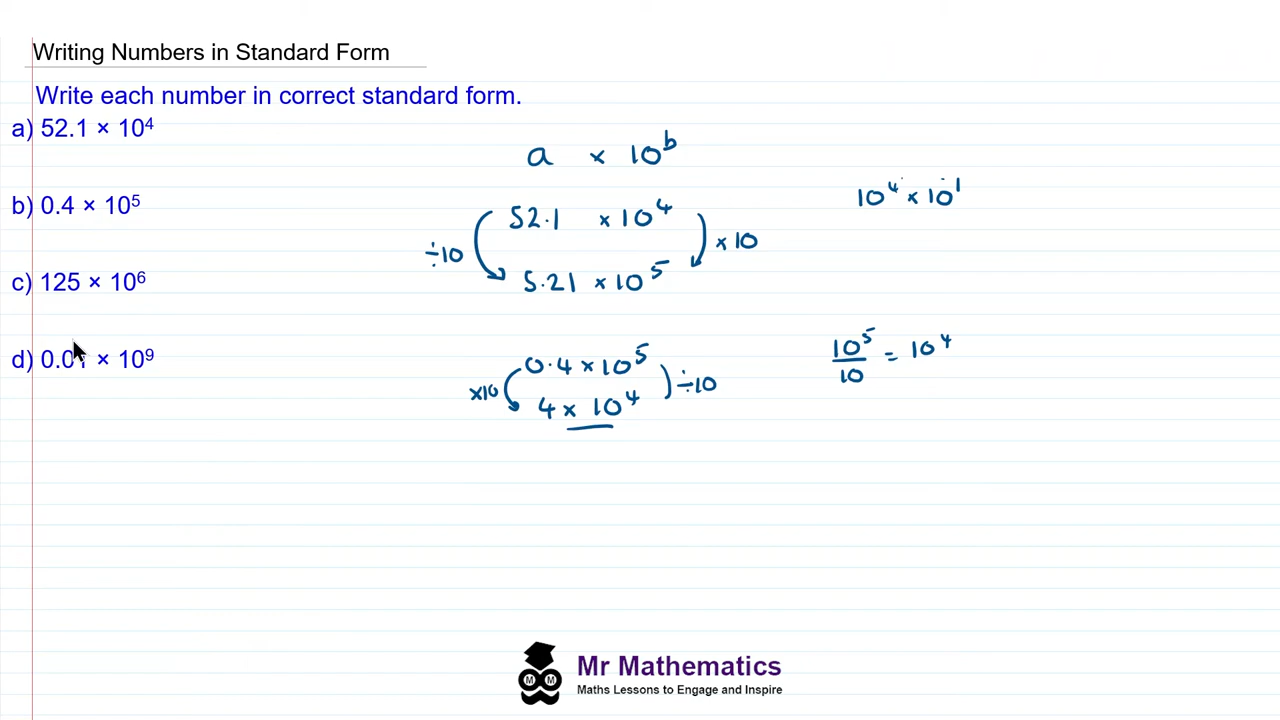 Writing Numbers in Standard Form
Write each number in correct standard form.
a) 52.1 × 10⁴
a × 10ᵇ
10⁴ × 10¹
b) 0.4 × 10⁵
52.1 × 10⁴
÷10
× 10
5.21 × 10⁵
c) 125 × 10⁶
d) 0.01 × 10⁹
0.4 × 10⁵
×10
÷10
4 × 10⁴
10⁵
10
= 10⁴
Mr Mathematics
Maths Lessons to Engage and Inspire
M M